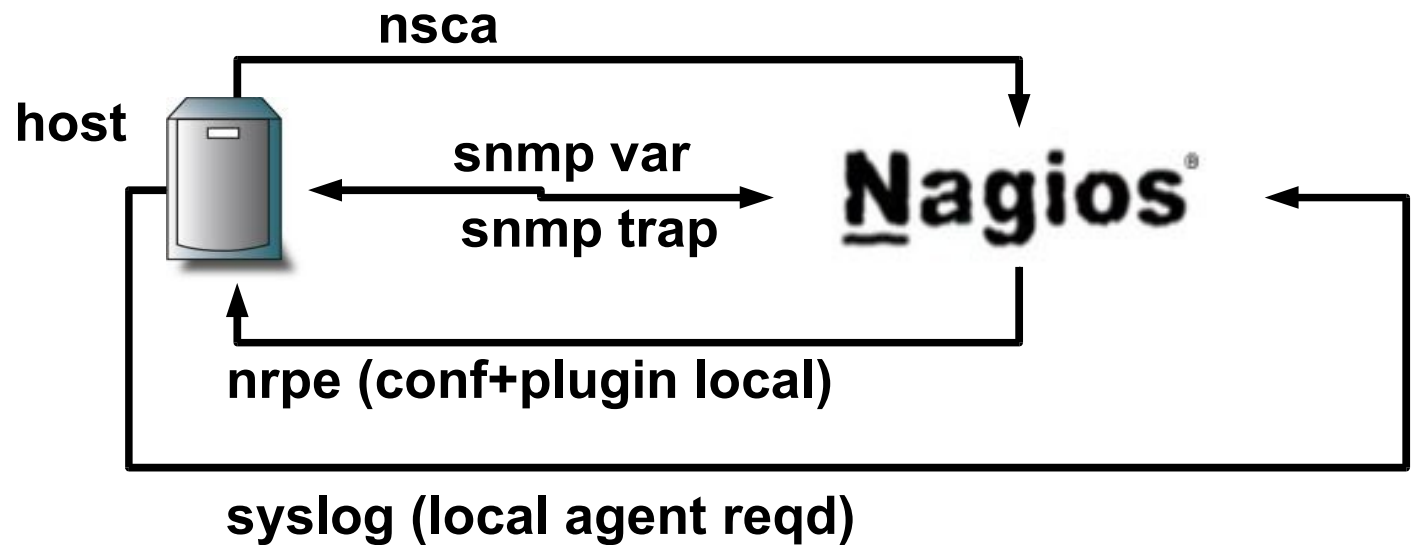 nsca
host
snmp var
Nagios®
snmp trap
nrpe (conf+plugin local)
syslog (local agent reqd)